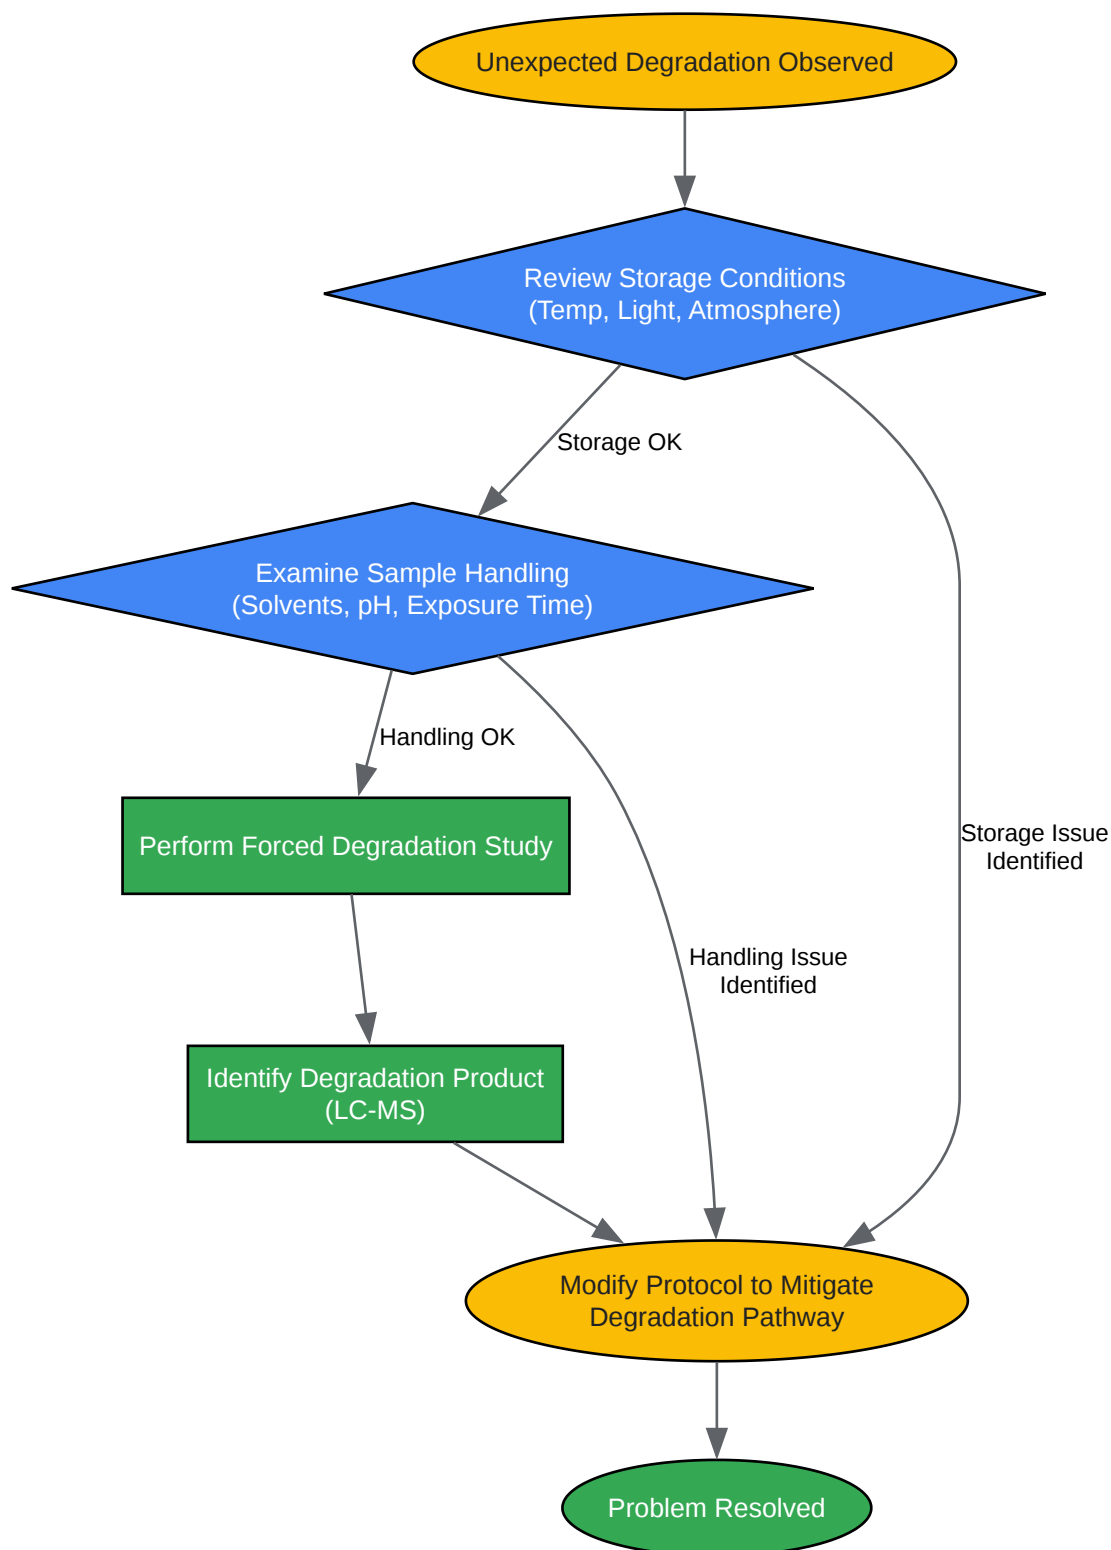 Unexpected Degradation Observed
Review Storage Conditions
(Temp, Light, Atmosphere)
Storage OK
Examine Sample Handling
(Solvents, pH, Exposure Time)
Handling OK
Perform Forced Degradation Study
Storage Issue
Identified
Handling Issue
Identified
Identify Degradation Product
(LC-MS)
Modify Protocol to Mitigate
Degradation Pathway
Problem Resolved